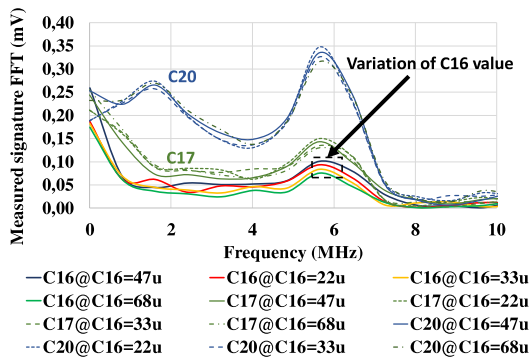 Measured signature FFT (mV)
0,40
0,35
0,30
0,25
0,20
0,15
0,10
0,05
0,00
C20
C17
Variation of C16 value
0 2 4 6 8 10
Frequency (MHz)
C16@C16=47u C16@C16=22u C16@C16=33u
C16@C16=68u C17@C16=47u C17@C16=22u
C17@C16=33u C17@C16=68u C20@C16=47u
C20@C16=22u C20@C16=33u C20@C16=68u